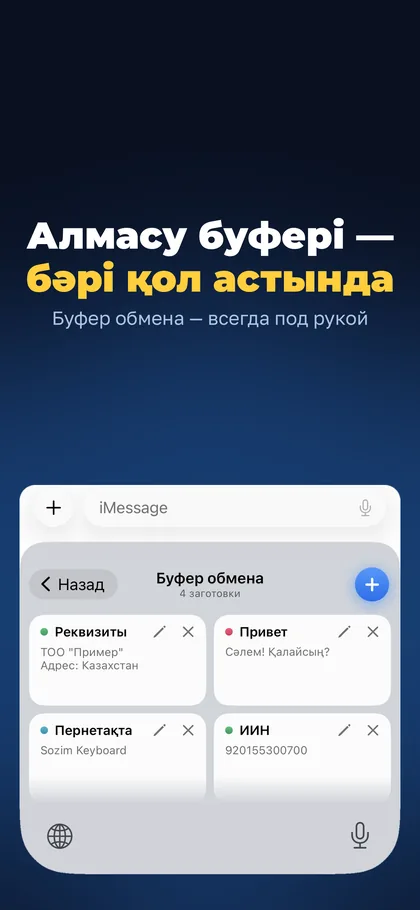 Алмасу буфері —
бәрі қол астында
Буфер обмена — всегда под рукой
iMessage
Назад
Буфер обмена
4 заготовки
Реквизиты
ТОО "Пример"
Адрес: Казахстан
Привет
Сәлем! Қалайсың?
Пернетақта
Sozim Keyboard
ИИН
920155300700